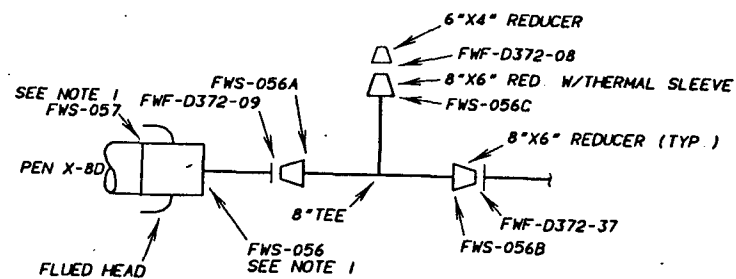 6"X4" REDUCER
FWF-D372-08
8"X6" RED W/THERMAL SLEEVE
FWS-056C
FWS-056A
SEE NOTE 1
FWS-057
FWF-D372-09
8"X6" REDUCER (TYP.)
PEN X-8D
8"TEE
FWF-D372-37
FWS-056B
FWS-056
SEE NOTE 1
FLUED HEAD